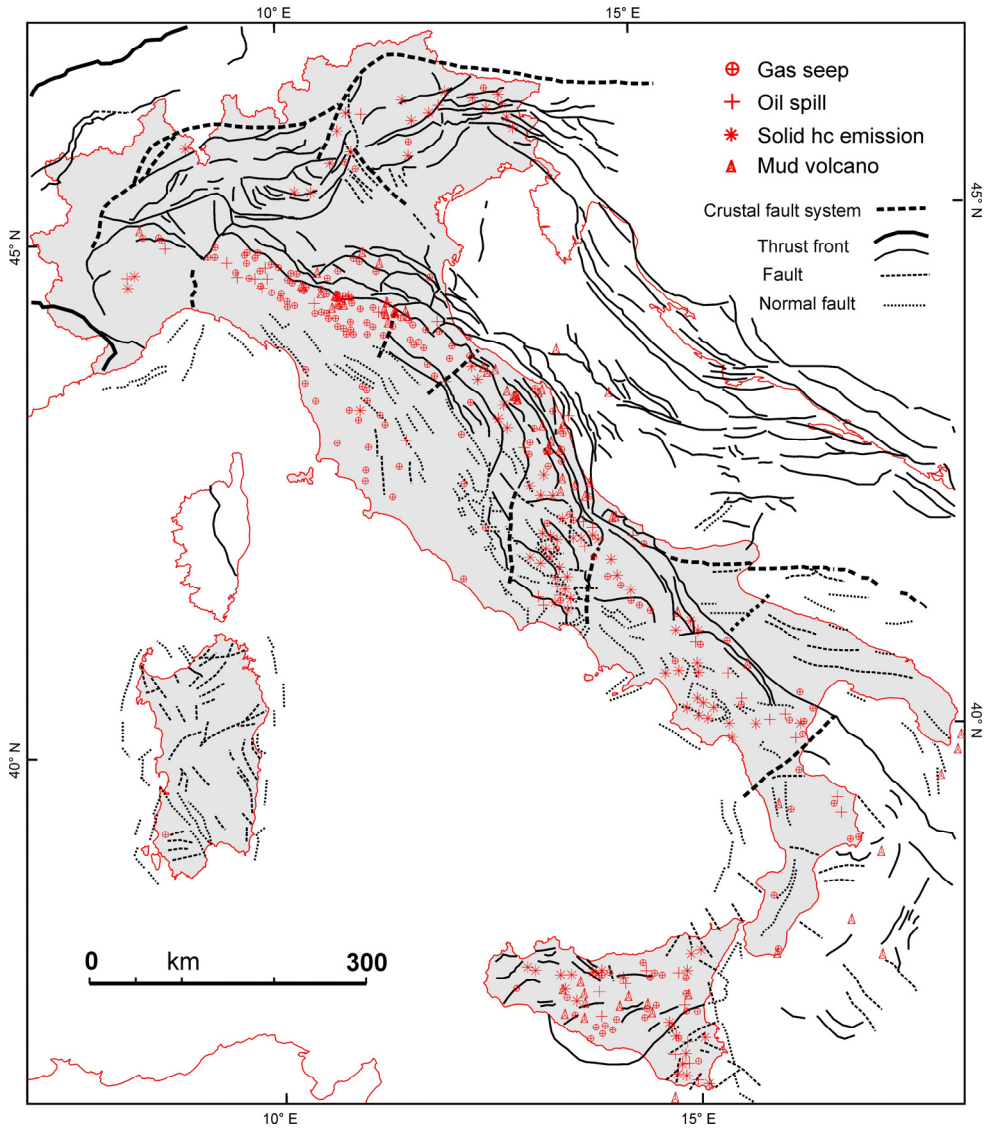 10° E
15° E
Gas seep
Oil spill
Solid hc emission
Mud volcano
Crustal fault system
Thrust front
Fault
Normal fault
45° N
45° N
40° N
40° N
0 km 300
10° E
15° E